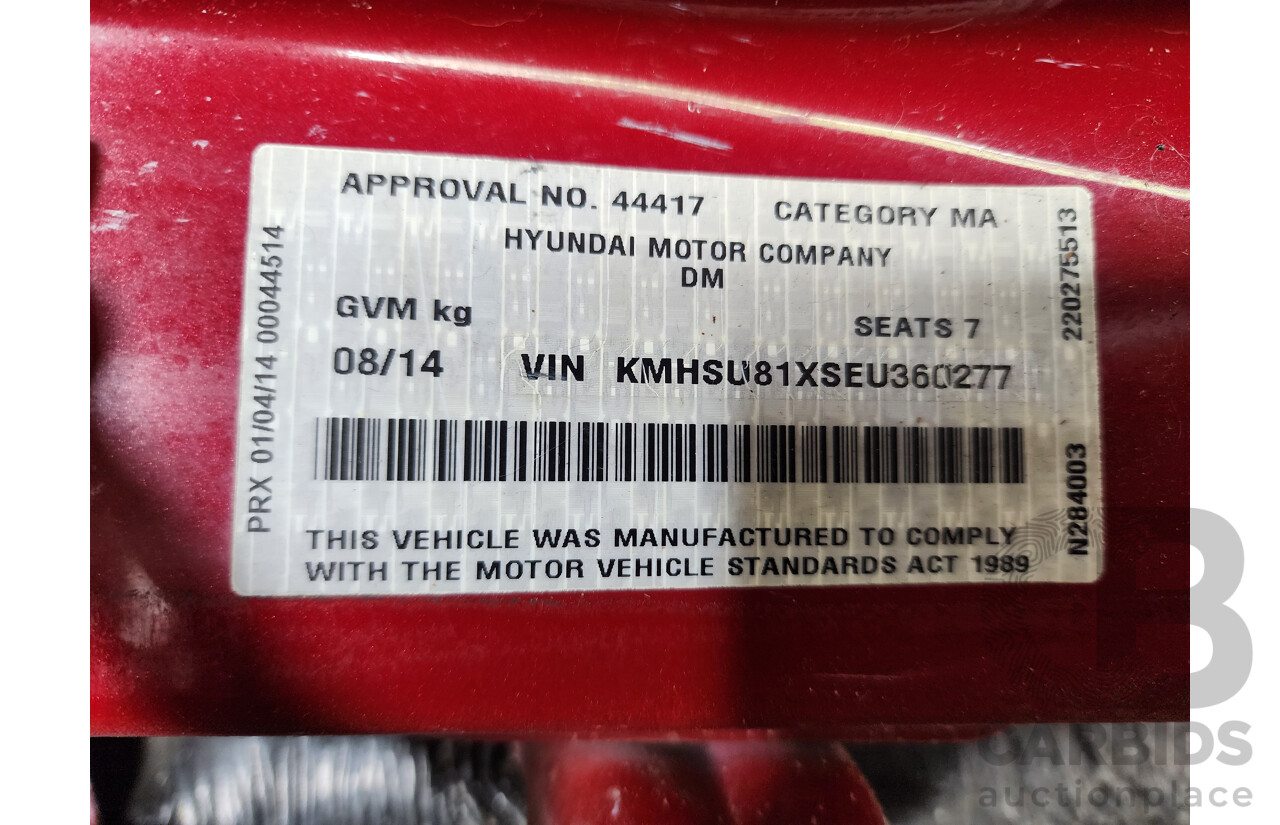 APPROVAL NO. 44417 CATEGORY MA
HYUNDAI MOTOR COMPANY
DM
GVM kg SEATS 7
08/14 VIN KMHSU81XSEU360277
THIS VEHICLE WAS MANUFACTURED TO COMPLY
WITH THE MOTOR VEHICLE STANDARDS ACT 1989
PRX 01/04/14 00044514
220275513
N284003
B
CARBIDS
auctionplace